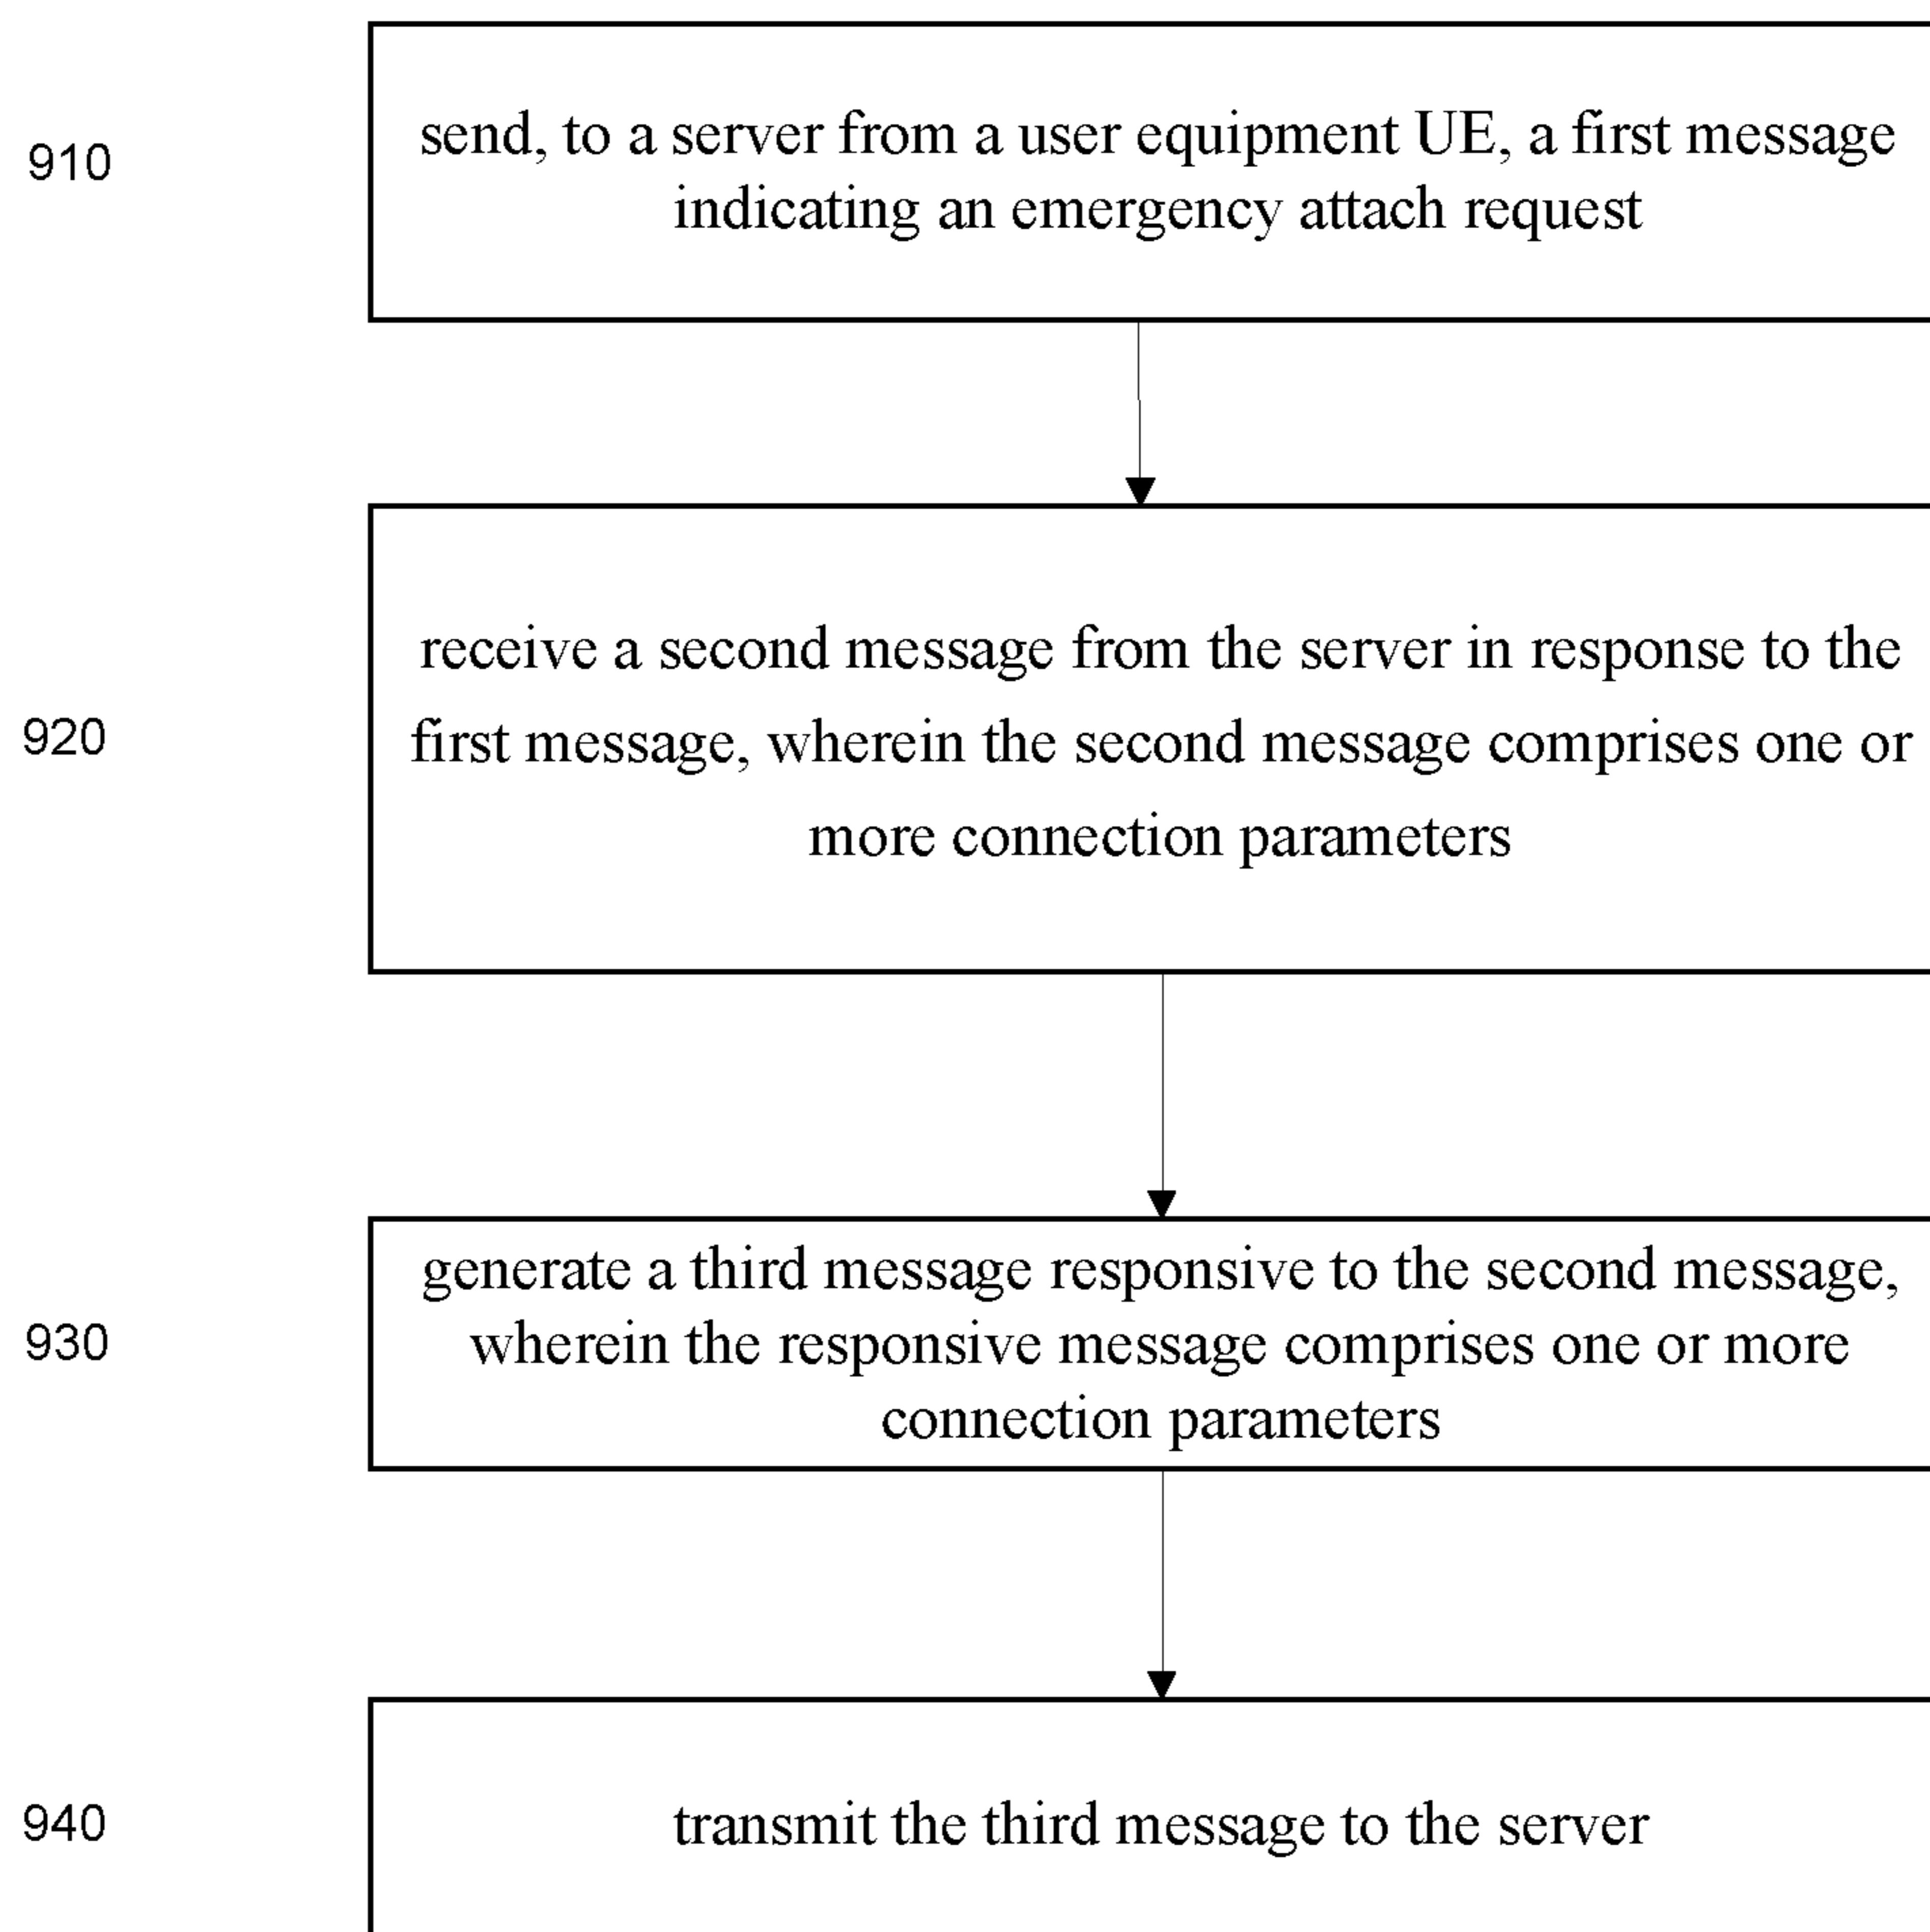 910
send, to a server from a user equipment UE, a first message
indicating an emergency attach request
920
receive a second message from the server in response to the
first message, wherein the second message comprises one or
more connection parameters
930
generate a third message responsive to the second message,
wherein the responsive message comprises one or more
connection parameters
940
transmit the third message to the server